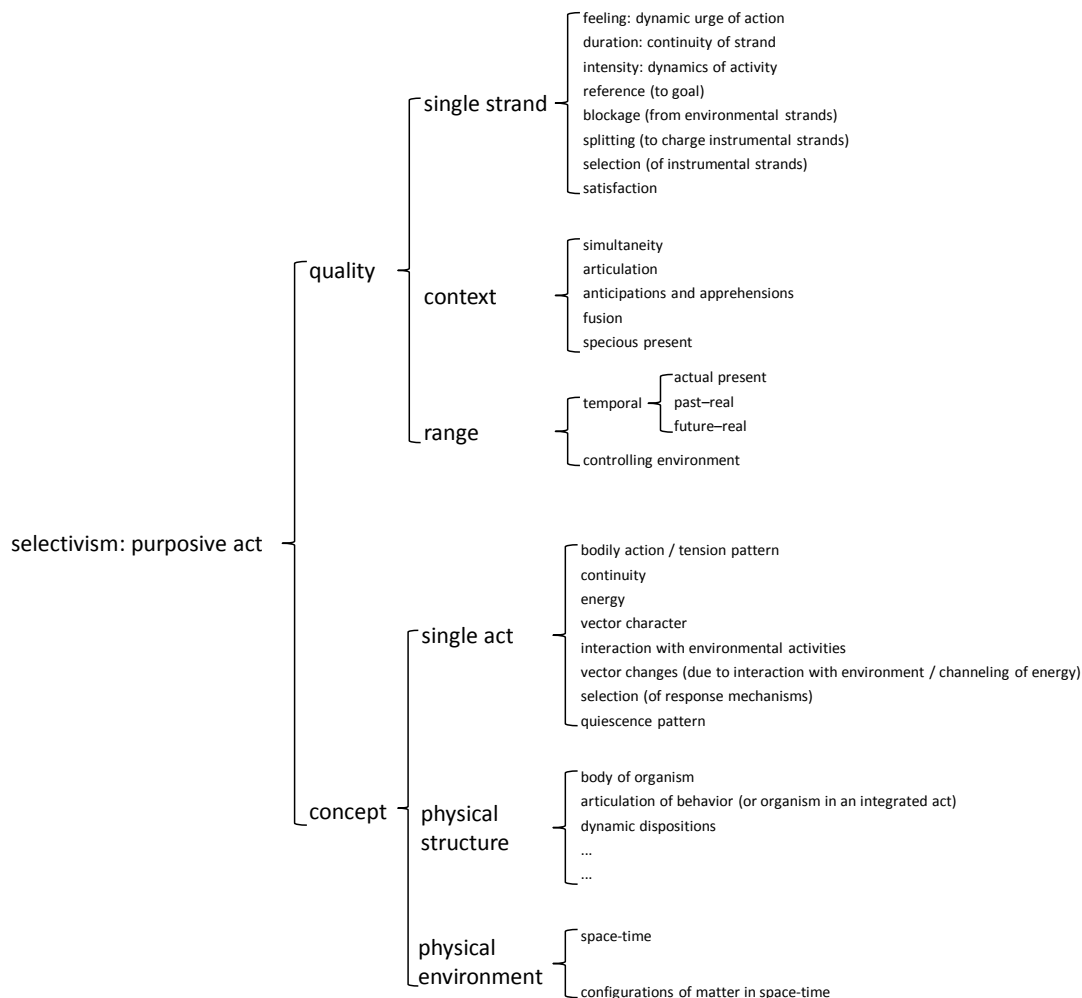 selectivism: purposive act
quality
single strand
feeling: dynamic urge of action
duration: continuity of strand
intensity: dynamics of activity
reference (to goal)
blockage (from environmental strands)
splitting (to charge instrumental strands)
selection (of instrumental strands)
satisfaction
context
simultaneity
articulation
anticipations and apprehensions
fusion
specious present
range
temporal
actual present
past–real
future–real
controlling environment
concept
single act
bodily action / tension pattern
continuity
energy
vector character
interaction with environmental activities
vector changes (due to interaction with environment / channeling of energy)
selection (of response mechanisms)
quiescence pattern
physical
structure
body of organism
articulation of behavior (or organism in an integrated act)
dynamic dispositions
...
...
physical
environment
space-time
configurations of matter in space-time